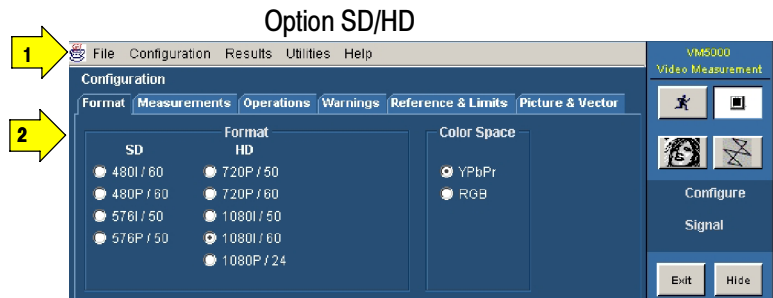 Option SD/HD
1
File Configuration Results Utilities Help
VM5000
Video Measurement
Configuration
Format Measurements Operations Warnings Reference & Limits Picture & Vector
2
Format
SD HD
480I / 60 720P / 50
480P / 60 720P / 60
576I / 50 1080I / 50
576P / 50 1080I / 60
1080P / 24
Color Space
YPbPr
RGB
Configure
Signal
Exit Hide